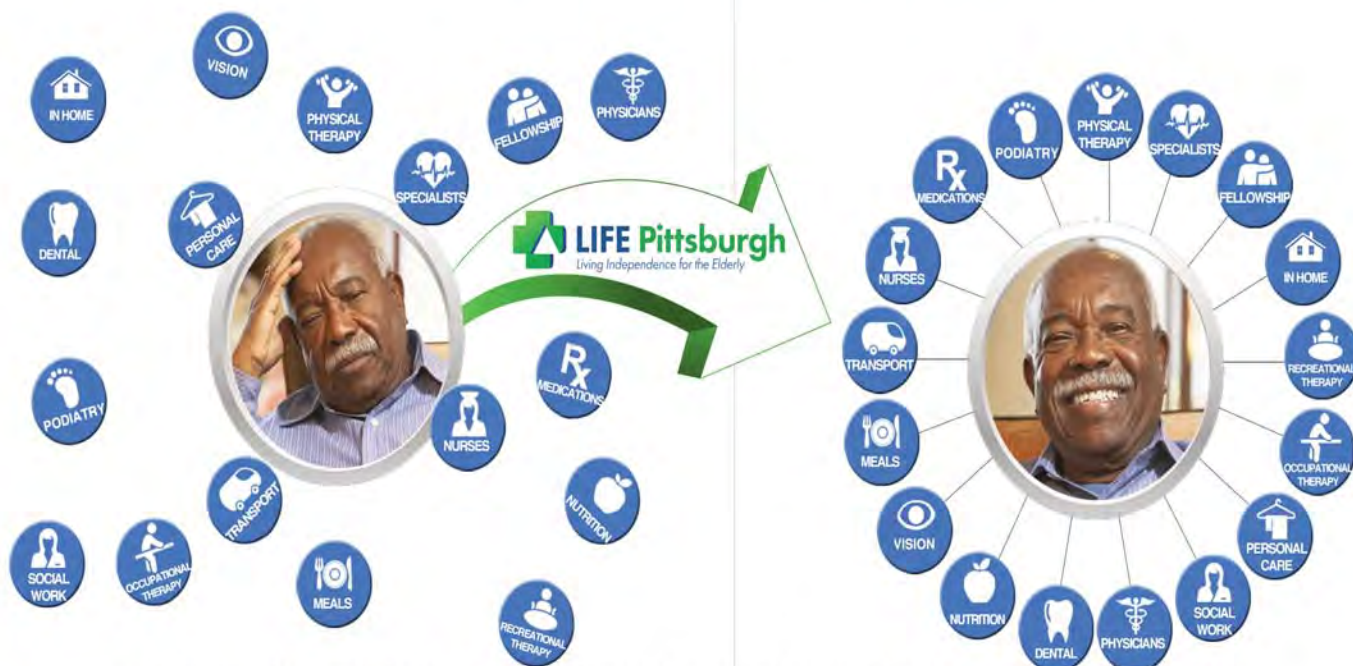 VISION
IN HOME
PHYSICAL
THERAPY
FELLOWSHIP
PHYSICIANS
SPECIALISTS
DENTAL
PERSONAL
CARE
LIFE Pittsburgh
Living Independence for the Elderly
PODIATRY
MEDICATIONS
NURSES
TRANSPORT
NUTRITION
SOCIAL
WORK
OCCUPATIONAL
THERAPY
MEALS
RECREATIONAL
THERAPY
PHYSICAL
THERAPY
PODIATRY
SPECIALISTS
Rx
MEDICATIONS
FELLOWSHIP
NURSES
IN HOME
TRANSPORT
RECREATIONAL
THERAPY
MEALS
OCCUPATIONAL
THERAPY
VISION
PERSONAL
CARE
NUTRITION
SOCIAL
WORK
DENTAL
PHYSICIANS
Rx